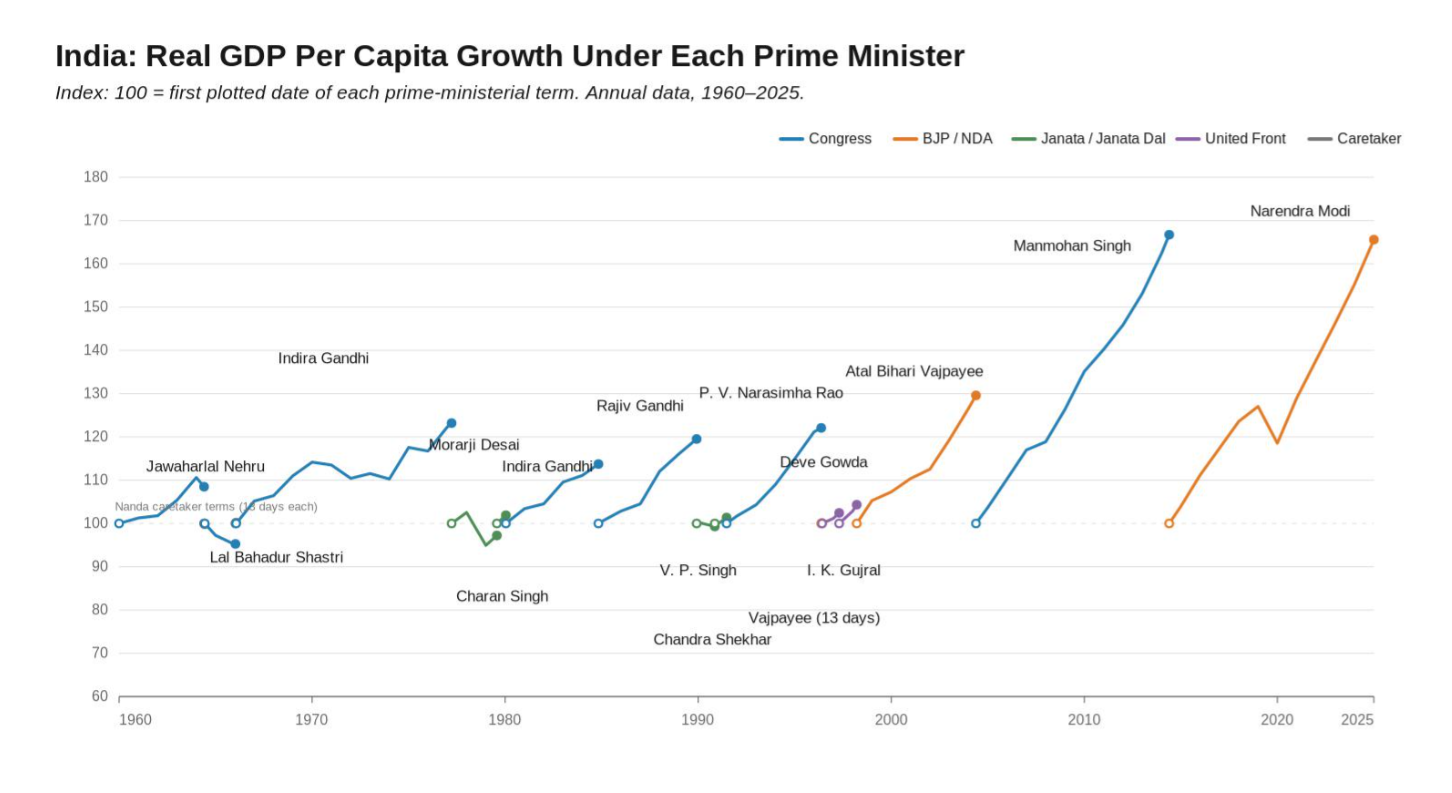 India: Real GDP Per Capita Growth Under Each Prime Minister
Index: 100 = first plotted date of each prime-ministerial term. Annual data, 1960–2025.
Congress BJP / NDA Janata / Janata Dal United Front Caretaker
180
170
160
150
140
130
120
110
100
90
80
70
60
Narendra Modi
Manmohan Singh
Indira Gandhi
Atal Bihari Vajpayee
P. V. Narasimha Rao
Rajiv Gandhi
Morarji Desai
Deve Gowda
Jawaharlal Nehru
Indira Gandhi
Nanda caretaker terms (13 days each)
Lal Bahadur Shastri
V. P. Singh
I. K. Gujral
Charan Singh
Vajpayee (13 days)
Chandra Shekhar
1960 1970 1980 1990 2000 2010 2020 2025